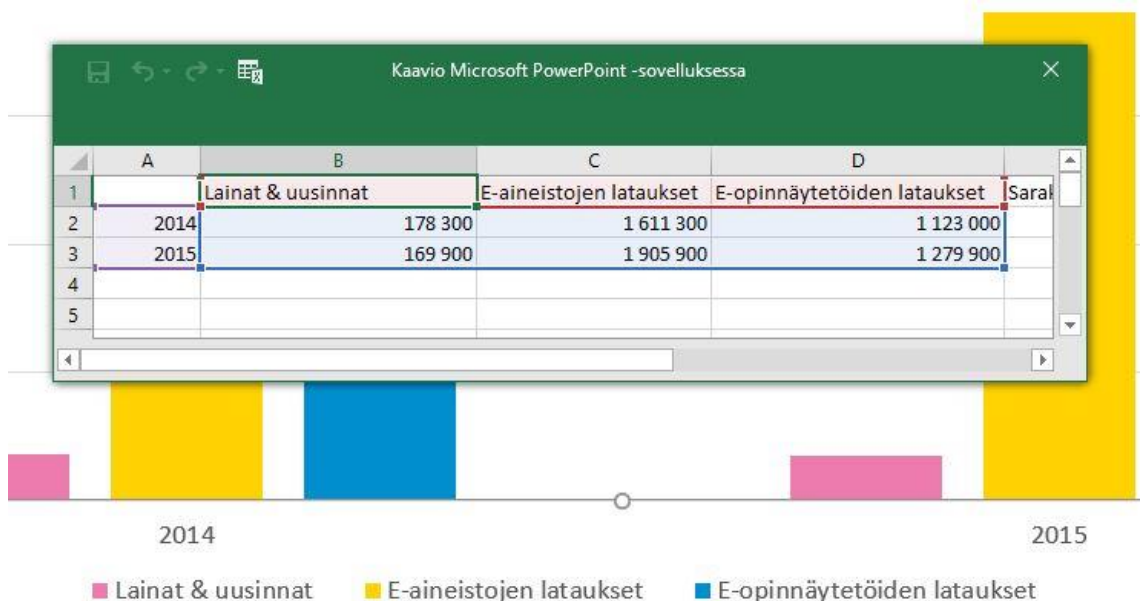 Kaavio Microsoft PowerPoint -sovelluksessa
A B C D
1 Lainat & uusinnat E-aineistojen lataukset E-opinnäytetöiden lataukset Sarak
2 2014 178 300 1 611 300 1 123 000
3 2015 169 900 1 905 900 1 279 900
4
5
2014 2015
Lainat & uusinnat E-aineistojen lataukset E-opinnäytetöiden lataukset